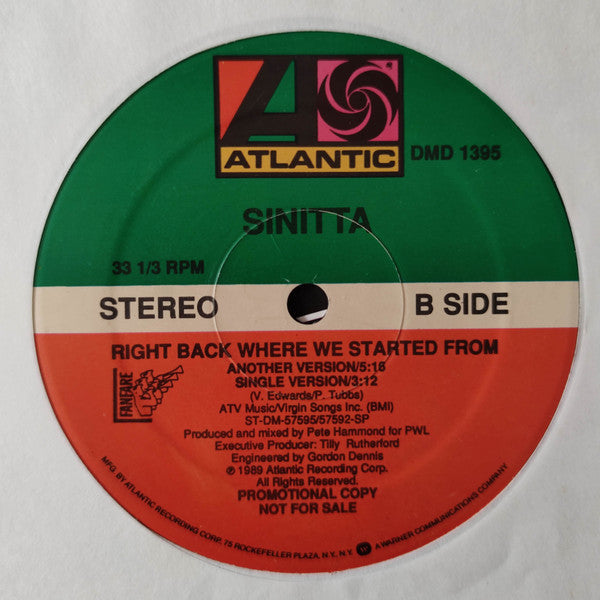 ATLANTIC
DMD 1395
SINITTA
33 1/3 RPM
STEREO
B SIDE
RIGHT BACK WHERE WE STARTED FROM
ANOTHER VERSION/5:15
SINGLE VERSION/3:12
(V. Edwards/P. Tubbs)
ATV Music/Virgin Songs Inc. (BMI)
ST-DM-57595/57592-SP
Produced and mixed by Pete Hammond for PWL
Executive Producer: Tilly Rutherford
Engineered by Gordon Dennis
℗ 1989 Atlantic Recording Corp.
All Rights Reserved.
PROMOTIONAL COPY
NOT FOR SALE
FANFARE
MFG. BY ATLANTIC RECORDING CORP. 75 ROCKEFELLER PLAZA, N.Y. N.Y. A WARNER COMMUNICATIONS COMPANY